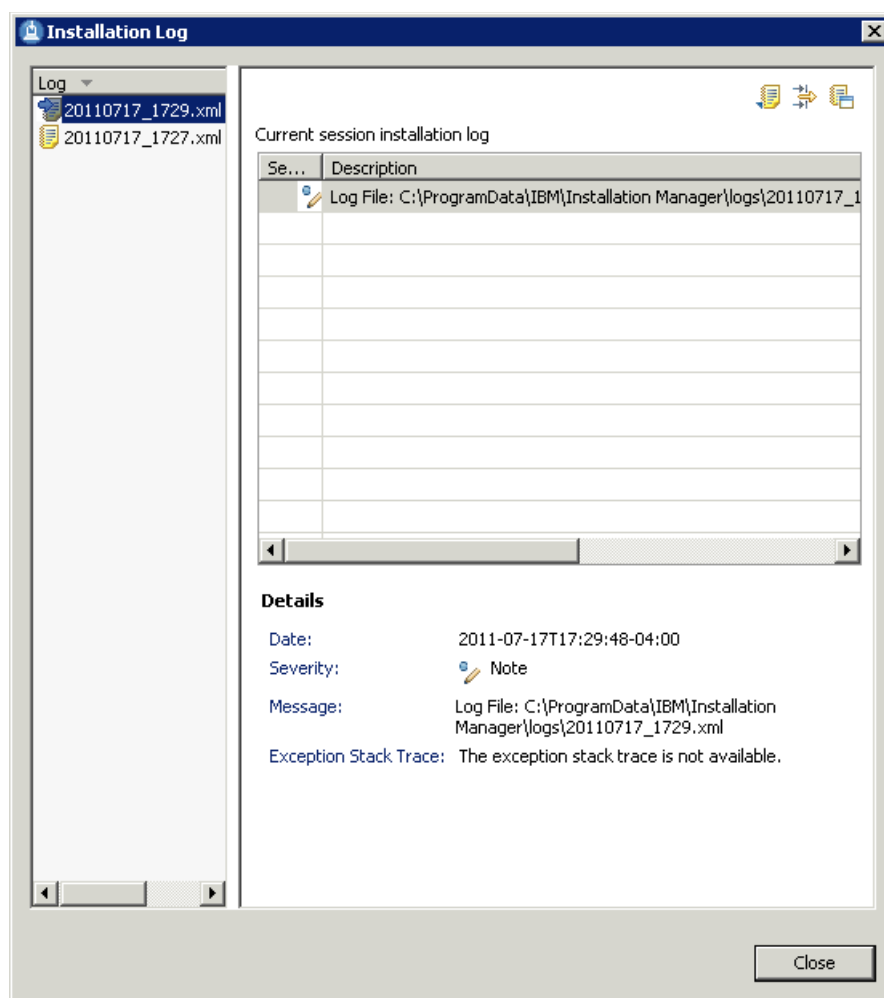 Installation Log
Log
20110717_1729.xml
20110717_1727.xml
Current session installation log
Se... Description
Log File: C:\ProgramData\IBM\Installation Manager\logs\20110717_1
Details
Date: 2011-07-17T17:29:48-04:00
Severity: Note
Message: Log File: C:\ProgramData\IBM\Installation
Manager\logs\20110717_1729.xml
Exception Stack Trace: The exception stack trace is not available.
Close